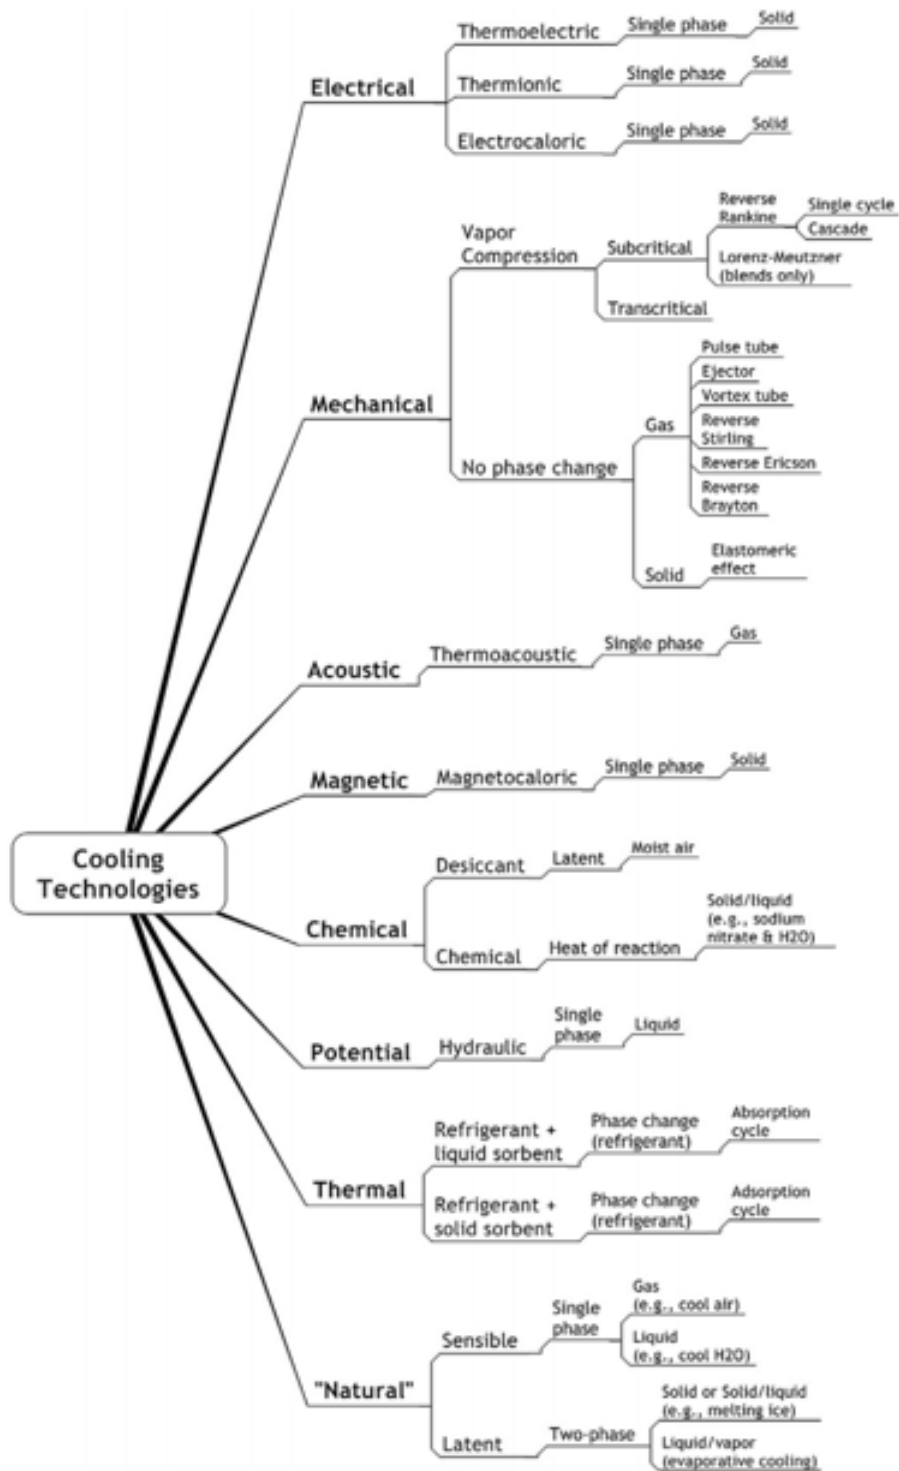 Thermoelectric
Single phase
Solid
Electrical
Thermionic
Single phase
Solid
Electrocaloric
Single phase
Solid
Vapor
Compression
Subcritical
Reverse
Rankine
Single cycle
Cascade
Lorenz-Meutzner
(blends only)
Transcritical
Mechanical
No phase change
Gas
Pulse tube
Ejector
Vortex tube
Reverse
Stirling
Reverse Ericson
Reverse
Brayton
Solid
Elastomeric
effect
Acoustic
Thermoacoustic
Single phase
Gas
Magnetic
Magnetocaloric
Single phase
Solid
Cooling
Technologies
Chemical
Desiccant
Latent
Moist air
Chemical
Heat of reaction
Solid/liquid
(e.g., sodium
nitrate & H2O)
Potential
Hydraulic
Single
phase
Liquid
Thermal
Refrigerant +
liquid sorbent
Phase change
(refrigerant)
Absorption
cycle
Refrigerant +
solid sorbent
Phase change
(refrigerant)
Adsorption
cycle
"Natural"
Sensible
Single
phase
Gas
(e.g., cool air)
Liquid
(e.g., cool H2O)
Latent
Two-phase
Solid or Solid/liquid
(e.g., melting ice)
Liquid/vapor
(evaporative cooling)